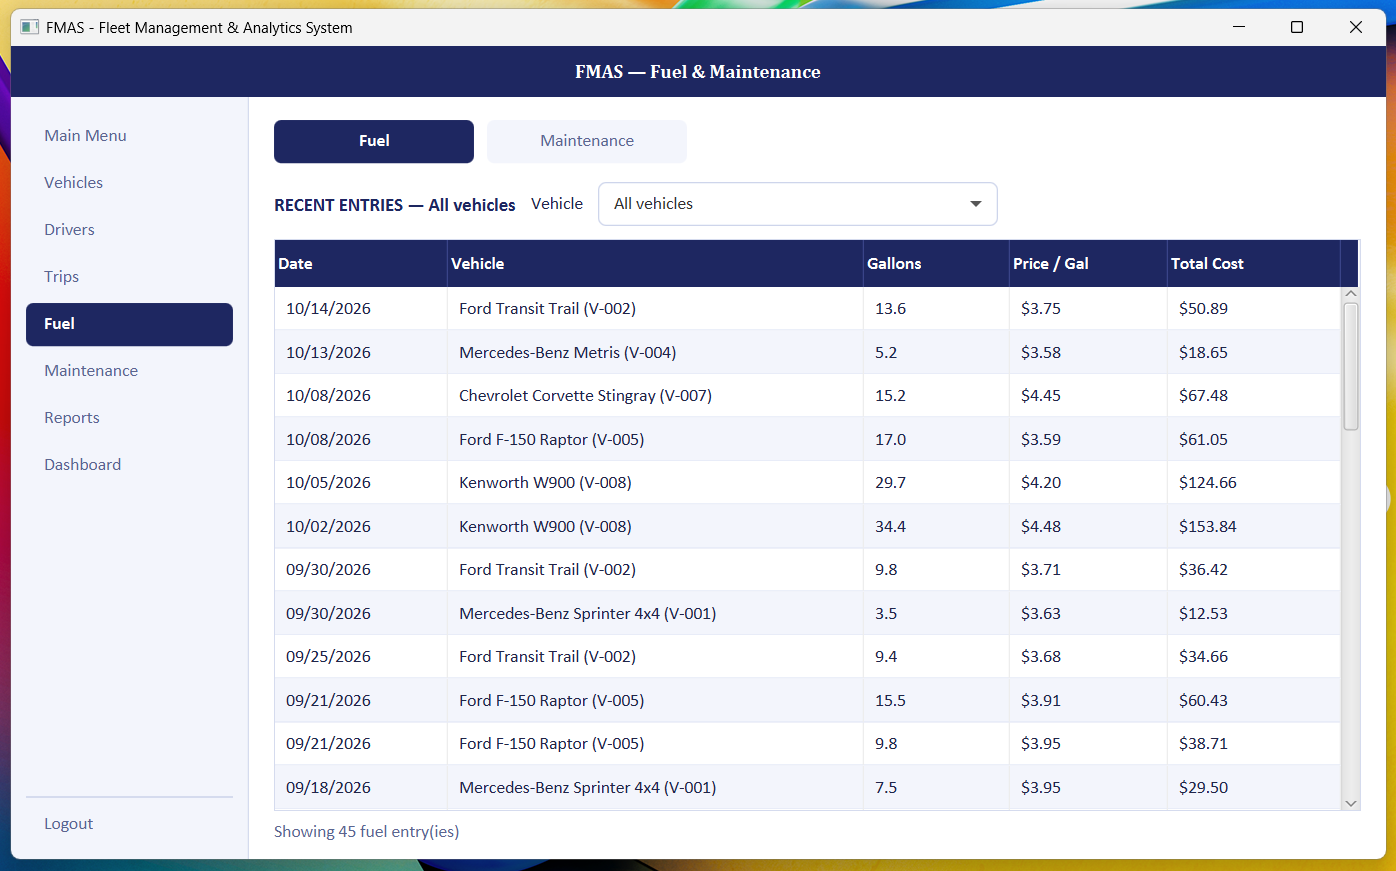 FMAS - Fleet Management & Analytics System
FMAS — Fuel & Maintenance
Main Menu
Vehicles
Drivers
Trips
Fuel
Maintenance
Reports
Dashboard
Logout
Fuel Maintenance
RECENT ENTRIES — All vehicles Vehicle All vehicles
Date Vehicle Gallons Price / Gal Total Cost
10/14/2026 Ford Transit Trail (V-002) 13.6 $3.75 $50.89
10/13/2026 Mercedes-Benz Metris (V-004) 5.2 $3.58 $18.65
10/08/2026 Chevrolet Corvette Stingray (V-007) 15.2 $4.45 $67.48
10/08/2026 Ford F-150 Raptor (V-005) 17.0 $3.59 $61.05
10/05/2026 Kenworth W900 (V-008) 29.7 $4.20 $124.66
10/02/2026 Kenworth W900 (V-008) 34.4 $4.48 $153.84
09/30/2026 Ford Transit Trail (V-002) 9.8 $3.71 $36.42
09/30/2026 Mercedes-Benz Sprinter 4x4 (V-001) 3.5 $3.63 $12.53
09/25/2026 Ford Transit Trail (V-002) 9.4 $3.68 $34.66
09/21/2026 Ford F-150 Raptor (V-005) 15.5 $3.91 $60.43
09/21/2026 Ford F-150 Raptor (V-005) 9.8 $3.95 $38.71
09/18/2026 Mercedes-Benz Sprinter 4x4 (V-001) 7.5 $3.95 $29.50
Showing 45 fuel entry(ies)